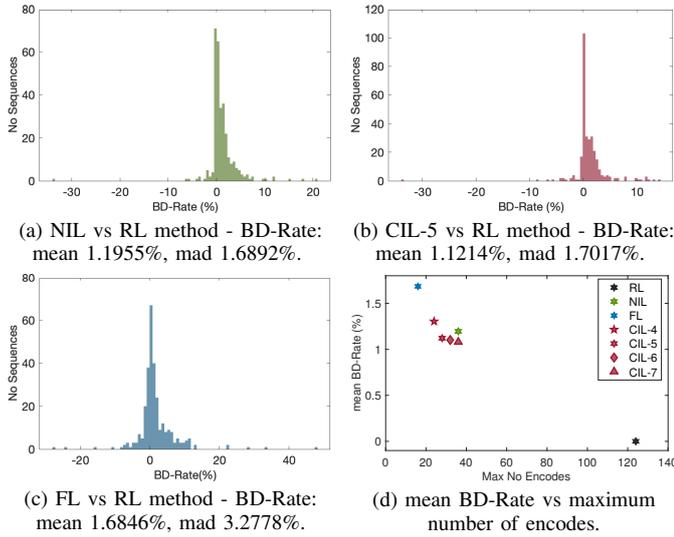 80
60
40
20
0
No Sequences
-30 -20 -10 0 10 20
BD-Rate (%)
(a) NIL vs RL method - BD-Rate:
mean 1.1955%, mad 1.6892%.
120
100
80
60
40
20
0
No Sequences
-30 -20 -10 0 10
BD-Rate (%)
(b) CIL-5 vs RL method - BD-Rate:
mean 1.1214%, mad 1.7017%.
80
60
40
20
0
No Sequences
-20 0 20 40
BD-Rate(%)
(c) FL vs RL method - BD-Rate:
mean 1.6846%, mad 3.2778%.
1.5
1
0.5
0
mean BD-Rate (%)
RL
NIL
FL
CIL-4
CIL-5
CIL-6
CIL-7
0 20 40 60 80 100 120 140
Max No Encodes
(d) mean BD-Rate vs maximum
number of encodes.